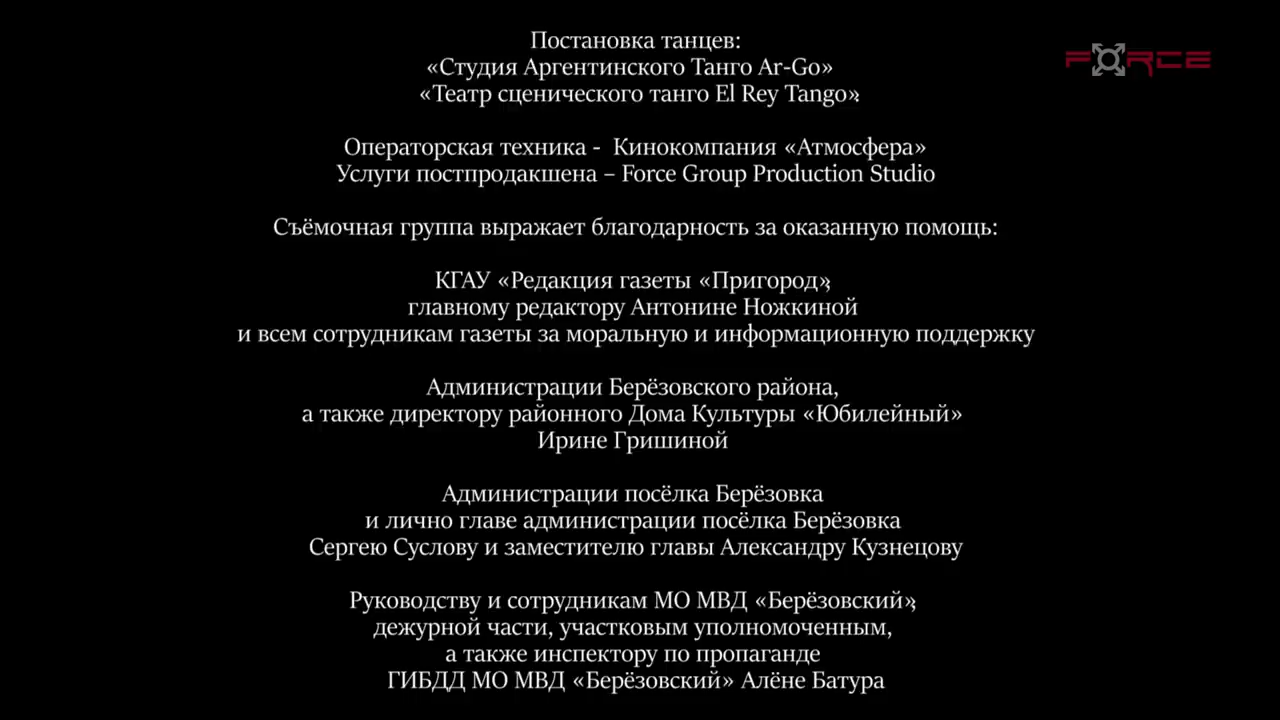 FORCE
Постановка танцев:
«Студия Аргентинского Танго Ar-Go»
«Театр сценического танго El Rey Tango».
Операторская техника - Кинокомпания «Атмосфера»
Услуги постпродакшена – Force Group Production Studio
Съёмочная группа выражает благодарность за оказанную помощь:
КГАУ «Редакция газеты «Пригород»,
главному редактору Антонине Ножкиной
и всем сотрудникам газеты за моральную и информационную поддержку
Администрации Берёзовского района,
а также директору районного Дома Культуры «Юбилейный»
Ирине Гришиной
Администрации посёлка Берёзовка
и лично главе администрации посёлка Берёзовка
Сергею Суслову и заместителю главы Александру Кузнецову
Руководству и сотрудникам МО МВД «Берёзовский»,
дежурной части, участковым уполномоченным,
а также инспектору по пропаганде
ГИБДД МО МВД «Берёзовский» Алёне Батура